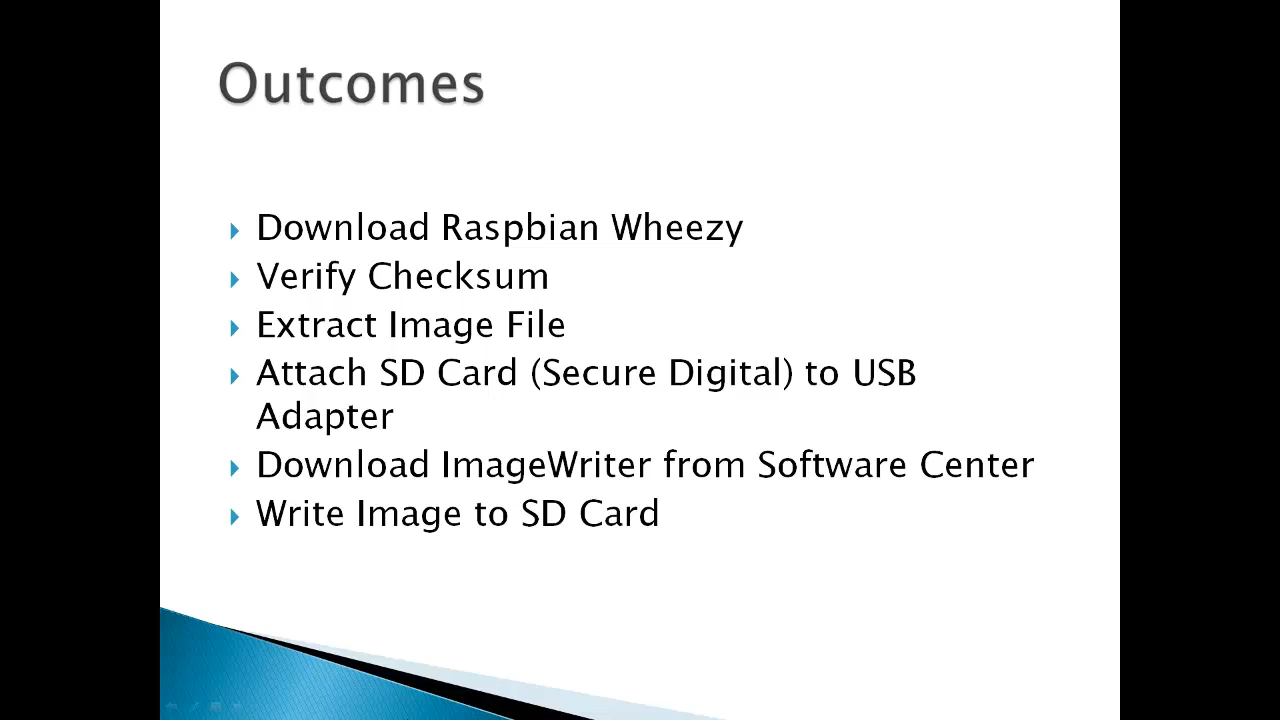 Outcomes
Download Raspbian Wheezy
Verify Checksum
Extract Image File
Attach SD Card (Secure Digital) to USB
Adapter
Download ImageWriter from Software Center
Write Image to SD Card